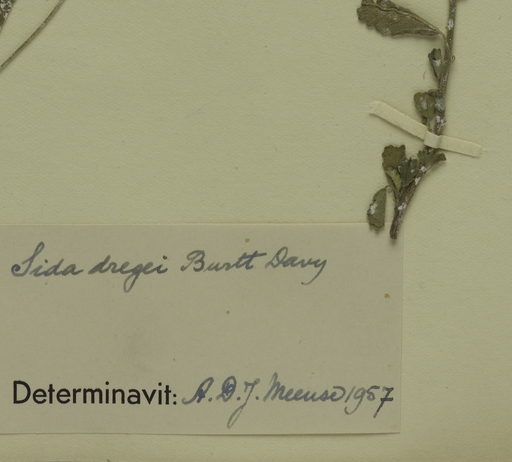 Sida dregei Burtt Davy
Determinavit: A. D. J. Meeuse 1957